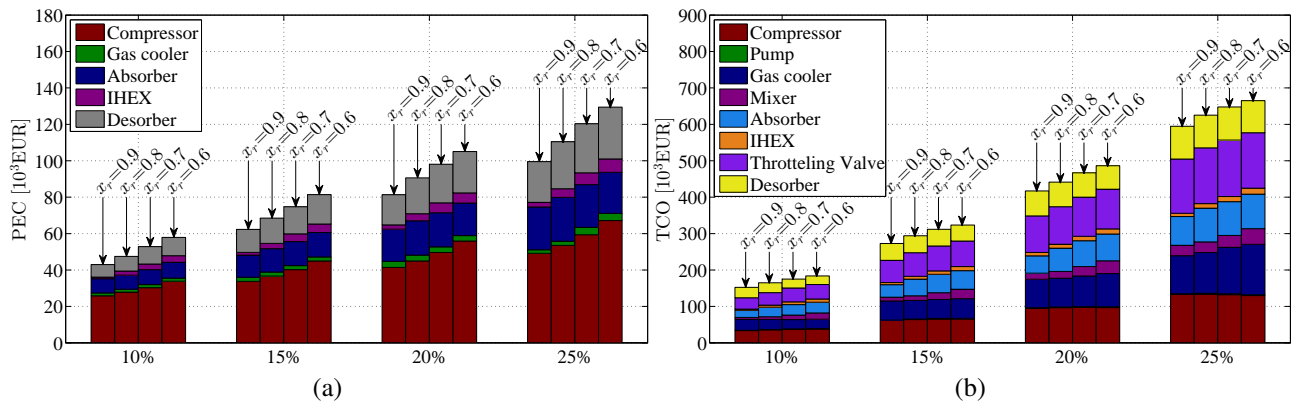 180
160
140
120
100
80
60
40
20
0
PEC [10³EUR]
Compressor
Gas cooler
Absorber
IHEX
Desorber
x_r=0.9
x_r=0.8
x_r=0.7
x_r=0.6
x_r=0.9
x_r=0.8
x_r=0.7
x_r=0.6
x_r=0.9
x_r=0.8
x_r=0.7
x_r=0.6
x_r=0.9
x_r=0.8
x_r=0.7
x_r=0.6
10% 15% 20% 25%
(a)
900
800
700
600
500
400
300
200
100
0
TCO [10³EUR]
Compressor
Pump
Gas cooler
Mixer
Absorber
IHEX
Throtteling Valve
Desorber
x_r=0.9
x_r=0.8
x_r=0.7
x_r=0.6
x_r=0.9
x_r=0.8
x_r=0.7
x_r=0.6
x_r=0.9
x_r=0.8
x_r=0.7
x_r=0.6
x_r=0.9
x_r=0.8
x_r=0.7
x_r=0.6
10% 15% 20% 25%
(b)